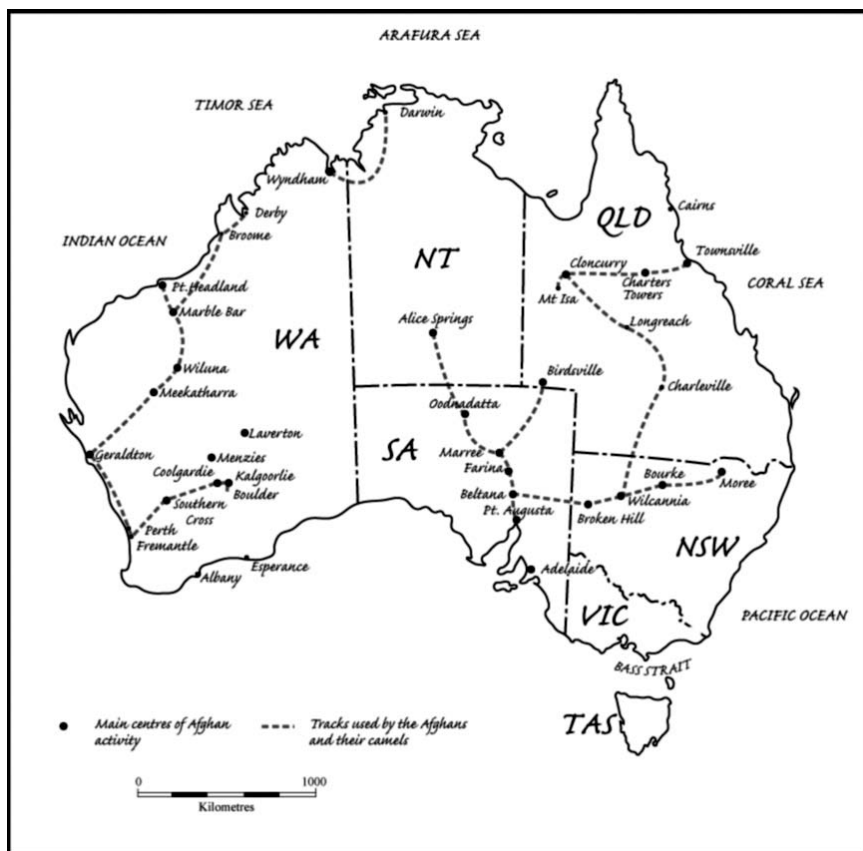 ARAFURA SEA
TIMOR SEA
Darwin
Wyndham
Derby
Broome
INDIAN OCEAN
Cairns
QLD
Townsville
Cloncurry
Charters
Towers
CORAL SEA
NT
Mt Isa
Pt. Headland
Marble Bar
Alice Springs
Longreach
WA
Wiluna
Birdsville
Meekatharra
Charleville
Oodnadatta
Laverton
Geraldton
Menzies
SA
Marree
Farina
Coolgardie
Kalgoorlie
Boulder
Bourke
Moree
Beltana
Wilcannia
Southern
Cross
Pt. Augusta
Broken Hill
Perth
Fremantle
NSW
Esperance
Albany
Adelaide
VIC
PACIFIC OCEAN
BASS STRAIT
TAS
Main centres of Afghan
activity
Tracks used by the Afghans
and their camels
0 1000
Kilometres